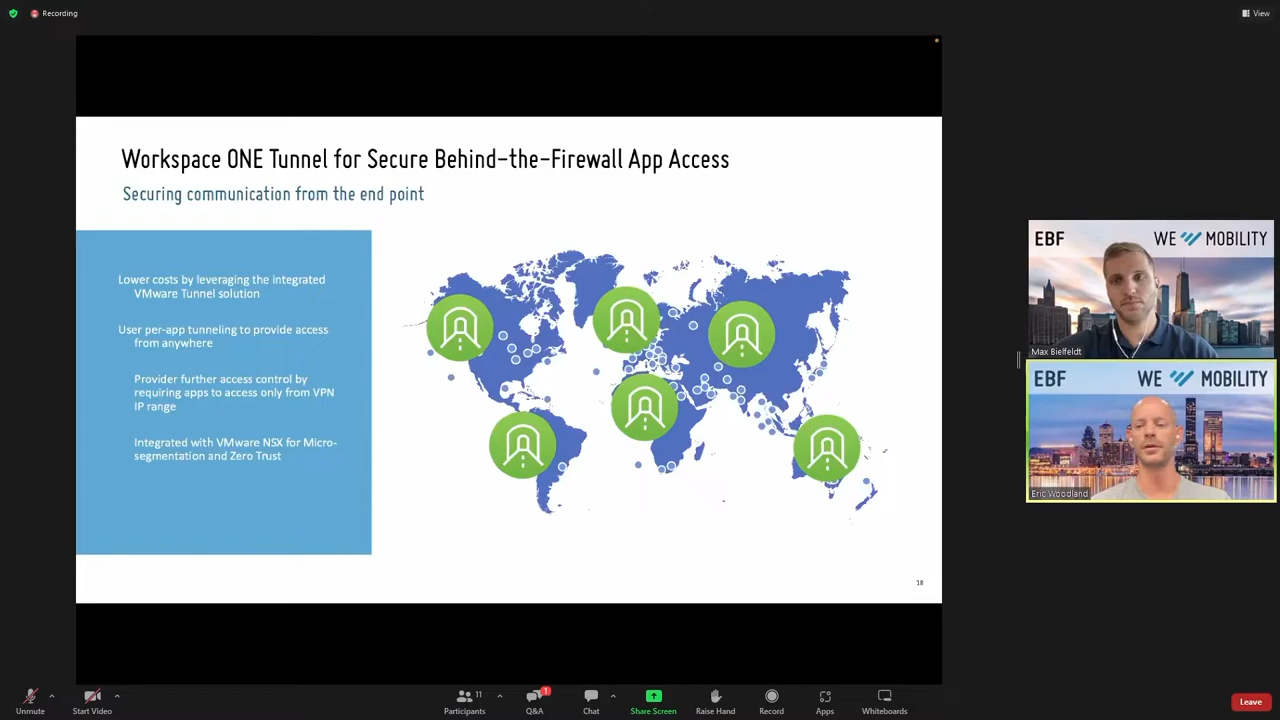 Recording
View
Workspace ONE Tunnel for Secure Behind-the-Firewall App Access
Securing communication from the end point
Lower costs by leveraging the integrated
VMware Tunnel solution
User per-app tunneling to provide access
from anywhere
Provider further access control by
requiring apps to access only from VPN
IP range
Integrated with VMware NSX for Micro-
segmentation and Zero Trust
18
EBF
WE MOBILITY
Max Bielfeldt
EBF
WE MOBILITY
Eric Woodland
Unmute
Start Video
Participants
11
Q&A
1
Chat
Share Screen
Raise Hand
Record
Apps
Whiteboards
Leave